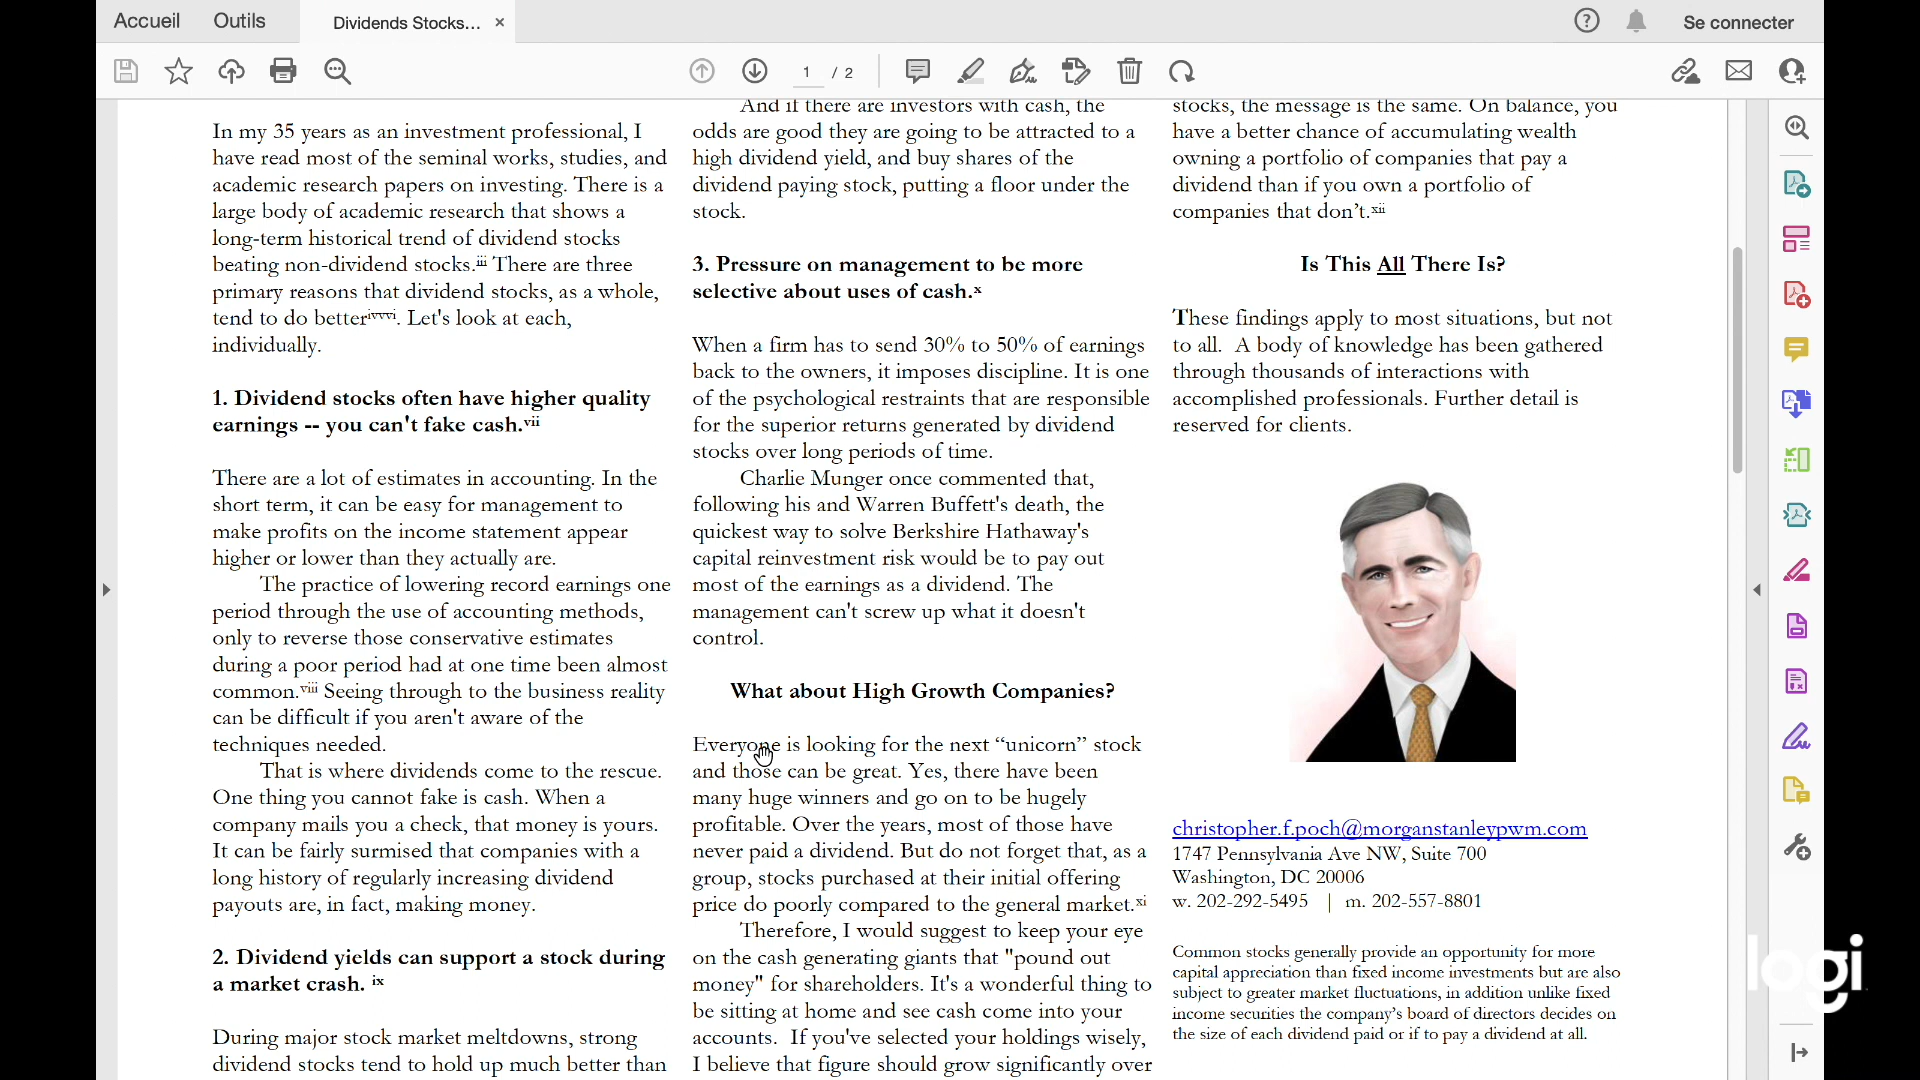 Accueil
Outils
Dividends Stocks...
Se connecter
1 / 2
In my 35 years as an investment professional, I
have read most of the seminal works, studies, and
academic research papers on investing. There is a
large body of academic research that shows a
long-term historical trend of dividend stocks
beating non-dividend stocks.iii There are three
primary reasons that dividend stocks, as a whole,
tend to do betterivvvi. Let's look at each,
individually.
1. Dividend stocks often have higher quality
earnings -- you can't fake cash.vii
There are a lot of estimates in accounting. In the
short term, it can be easy for management to
make profits on the income statement appear
higher or lower than they actually are.
The practice of lowering record earnings one
period through the use of accounting methods,
only to reverse those conservative estimates
during a poor period had at one time been almost
common.viii Seeing through to the business reality
can be difficult if you aren't aware of the
techniques needed.
That is where dividends come to the rescue.
One thing you cannot fake is cash. When a
company mails you a check, that money is yours.
It can be fairly surmised that companies with a
long history of regularly increasing dividend
payouts are, in fact, making money.
2. Dividend yields can support a stock during
a market crash. ix
During major stock market meltdowns, strong
dividend stocks tend to hold up much better than
And if there are investors with cash, the
odds are good they are going to be attracted to a
high dividend yield, and buy shares of the
dividend paying stock, putting a floor under the
stock.
3. Pressure on management to be more
selective about uses of cash.x
When a firm has to send 30% to 50% of earnings
back to the owners, it imposes discipline. It is one
of the psychological restraints that are responsible
for the superior returns generated by dividend
stocks over long periods of time.
Charlie Munger once commented that,
following his and Warren Buffett's death, the
quickest way to solve Berkshire Hathaway's
capital reinvestment risk would be to pay out
most of the earnings as a dividend. The
management can't screw up what it doesn't
control.
What about High Growth Companies?
Everyone is looking for the next “unicorn” stock
and those can be great. Yes, there have been
many huge winners and go on to be hugely
profitable. Over the years, most of those have
never paid a dividend. But do not forget that, as a
group, stocks purchased at their initial offering
price do poorly compared to the general market.xi
Therefore, I would suggest to keep your eye
on the cash generating giants that "pound out
money" for shareholders. It's a wonderful thing to
be sitting at home and see cash come into your
accounts. If you've selected your holdings wisely,
I believe that figure should grow significantly over
stocks, the message is the same. On balance, you
have a better chance of accumulating wealth
owning a portfolio of companies that pay a
dividend than if you own a portfolio of
companies that don’t.xii
Is This All There Is?
These findings apply to most situations, but not
to all. A body of knowledge has been gathered
through thousands of interactions with
accomplished professionals. Further detail is
reserved for clients.
christopher.f.poch@morganstanleypwm.com
1747 Pennsylvania Ave NW, Suite 700
Washington, DC 20006
w. 202-292-5495 | m. 202-557-8801
Common stocks generally provide an opportunity for more
capital appreciation than fixed income investments but are also
subject to greater market fluctuations, in addition unlike fixed
income securities the company's board of directors decides on
the size of each dividend paid or if to pay a dividend at all.
logi